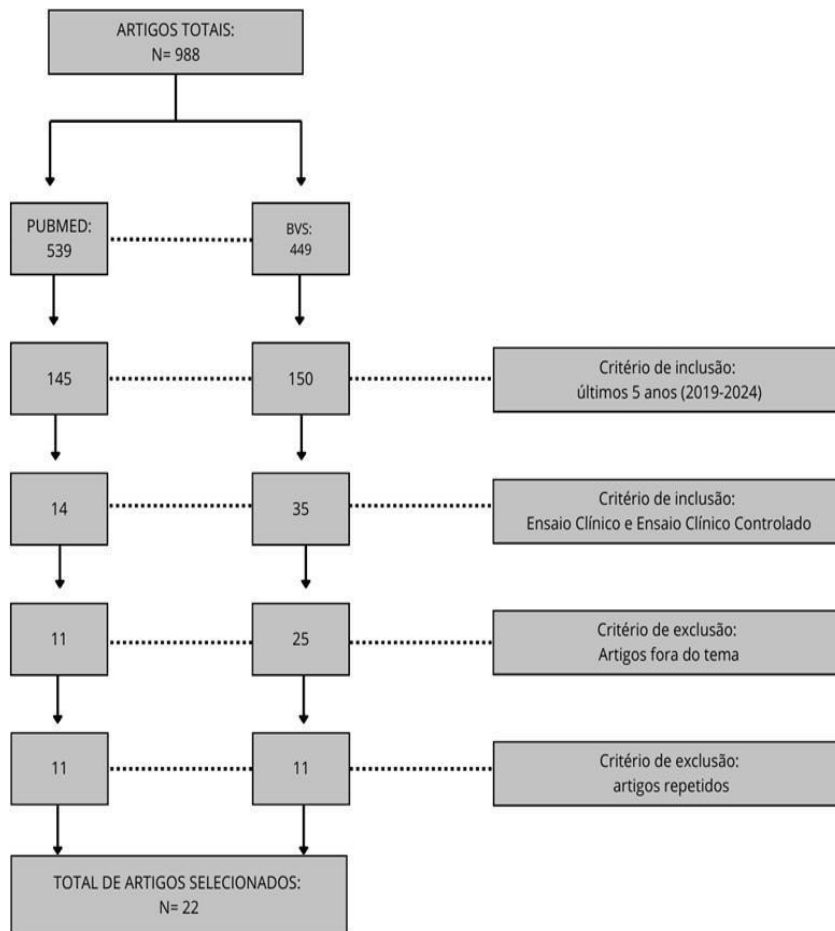 ARTIGOS TOTAIS:
N= 988
PUBMED:
539
BVS:
449
145
150
Critério de inclusão:
últimos 5 anos (2019-2024)
14
35
Critério de inclusão:
Ensaio Clínico e Ensaio Clínico Controlado
11
25
Critério de exclusão:
Artigos fora do tema
11
11
Critério de exclusão:
artigos repetidos
TOTAL DE ARTIGOS SELECIONADOS:
N= 22